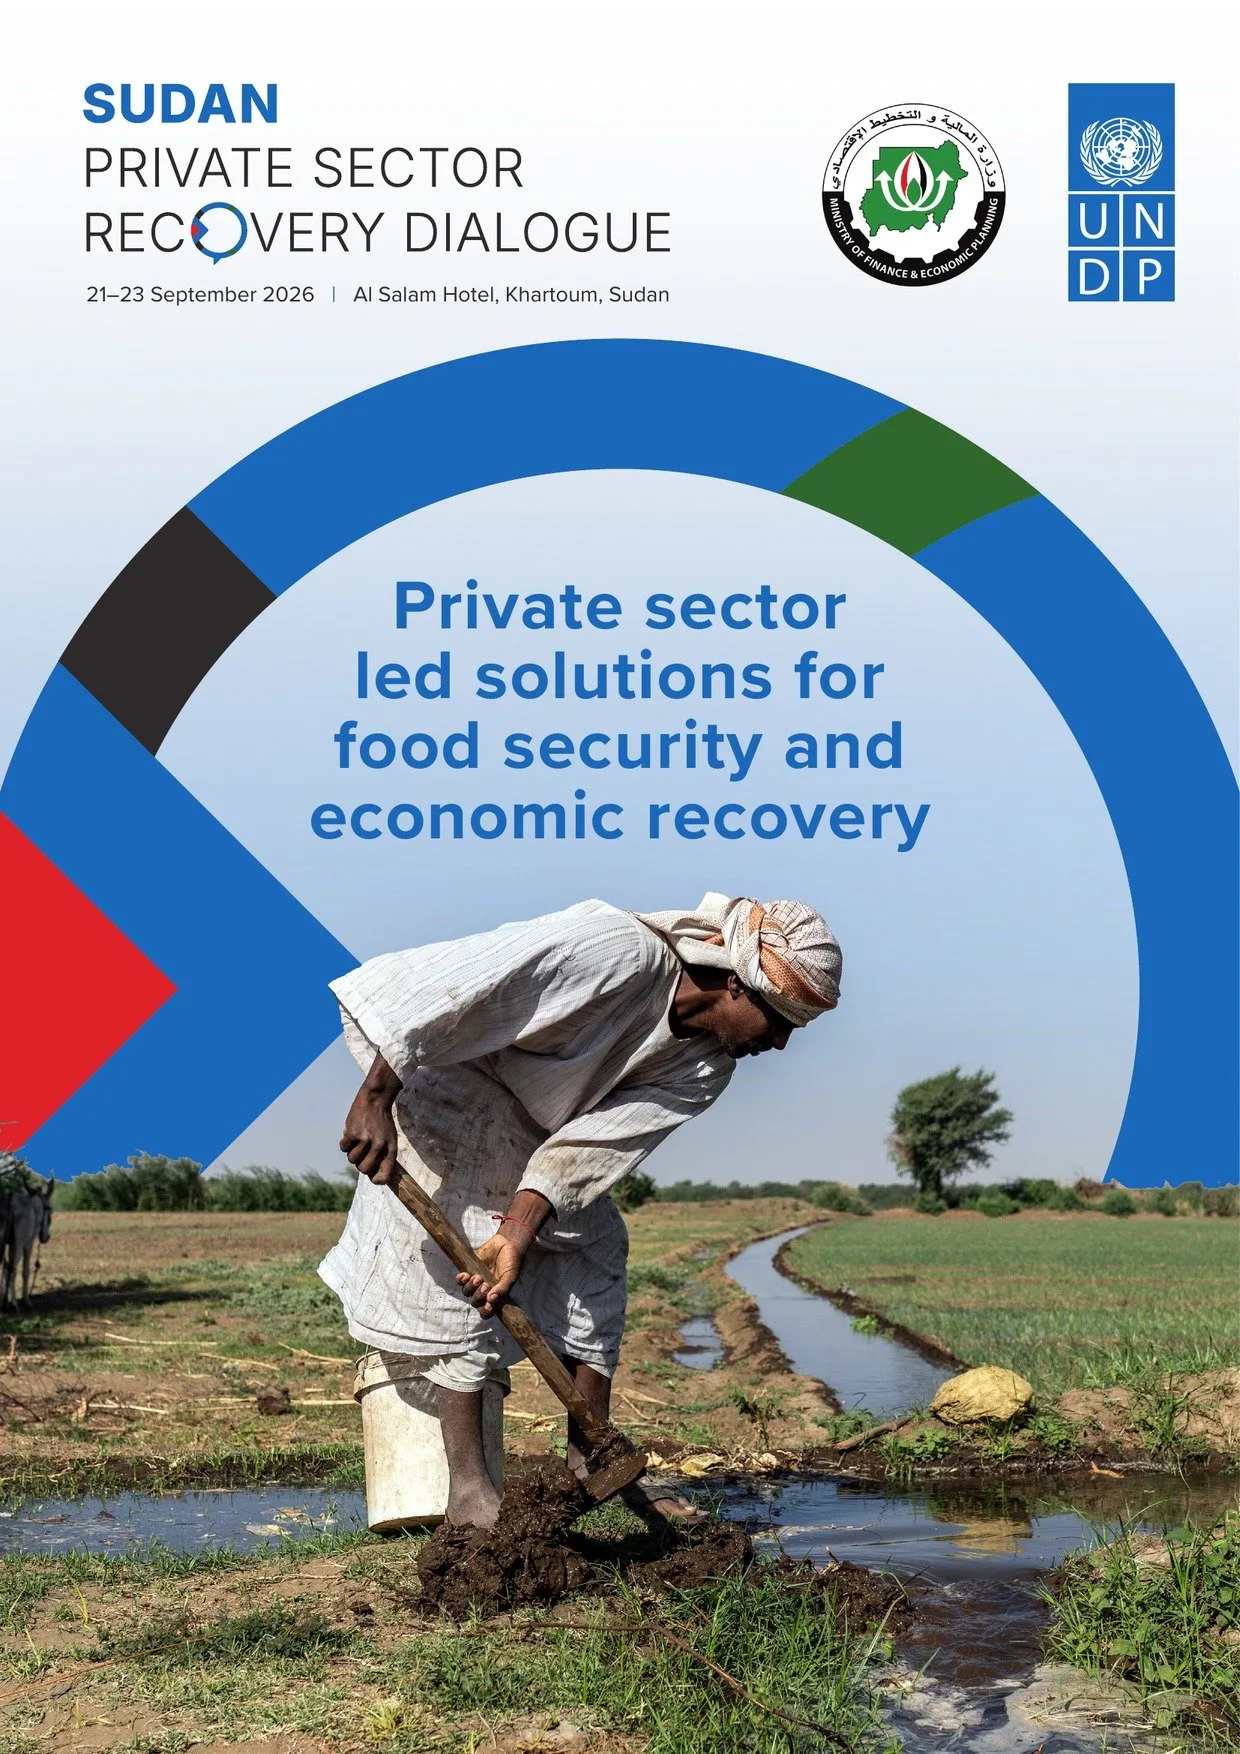 SUDAN
PRIVATE SECTOR
RECOVERY DIALOGUE
21–23 September 2026 | Al Salam Hotel, Khartoum, Sudan
وزارة المالية و التخطيط الإقتصادي
MINISTRY OF FINANCE & ECONOMIC PLANNING
U N
D P
Private sector
led solutions for
food security and
economic recovery